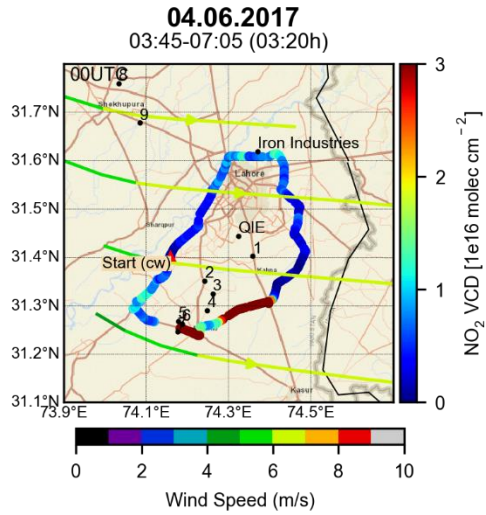 04.06.2017
03:45-07:05 (03:20h)
00UTC
8
Shekhupura
9
Iron Industries
Lahore
Sharqpur
QIE
1
Start (cw)
2
3
4
5
6
Kasur
31.7°N
31.6°N
31.5°N
31.4°N
31.3°N
31.2°N
31.1°N
73.9°E
74.1°E
74.3°E
74.5°E
3
2
1
0
NO₂ VCD [1e16 molec cm⁻²]
0
2
4
6
8
10
Wind Speed (m/s)